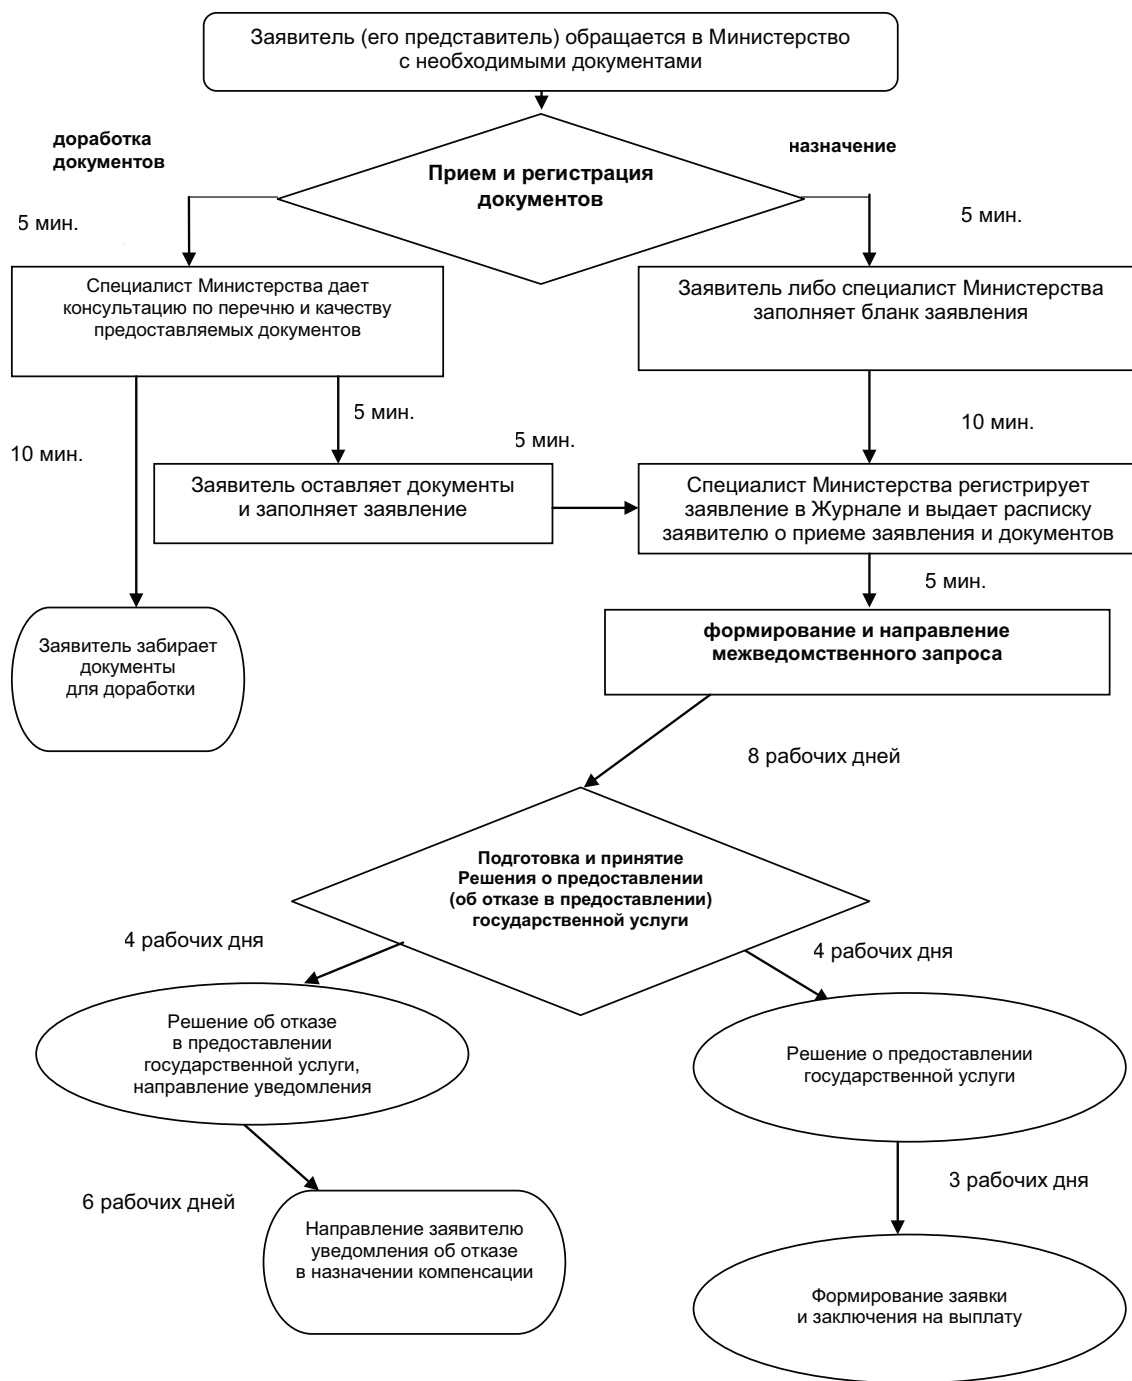 Заявитель (его представитель) обращается в Министерство
с необходимыми документами
доработка
документов
назначение
Прием и регистрация
документов
5 мин.
5 мин.
Специалист Министерства дает
консультацию по перечню и качеству
предоставляемых документов
Заявитель либо специалист Министерства
заполняет бланк заявления
5 мин.
10 мин.
5 мин.
10 мин.
Заявитель оставляет документы
и заполняет заявление
Специалист Министерства регистрирует
заявление в Журнале и выдает расписку
заявителю о приеме заявления и документов
5 мин.
Заявитель забирает
документы
для доработки
формирование и направление
межведомственного запроса
8 рабочих дней
Подготовка и принятие
Решения о предоставлении
(об отказе в предоставлении)
государственной услуги
4 рабочих дня
4 рабочих дня
Решение об отказе
в предоставлении
государственной услуги,
направление уведомления
Решение о предоставлении
государственной услуги
6 рабочих дней
3 рабочих дня
Направление заявителю
уведомления об отказе
в назначении компенсации
Формирование заявки
и заключения на выплату